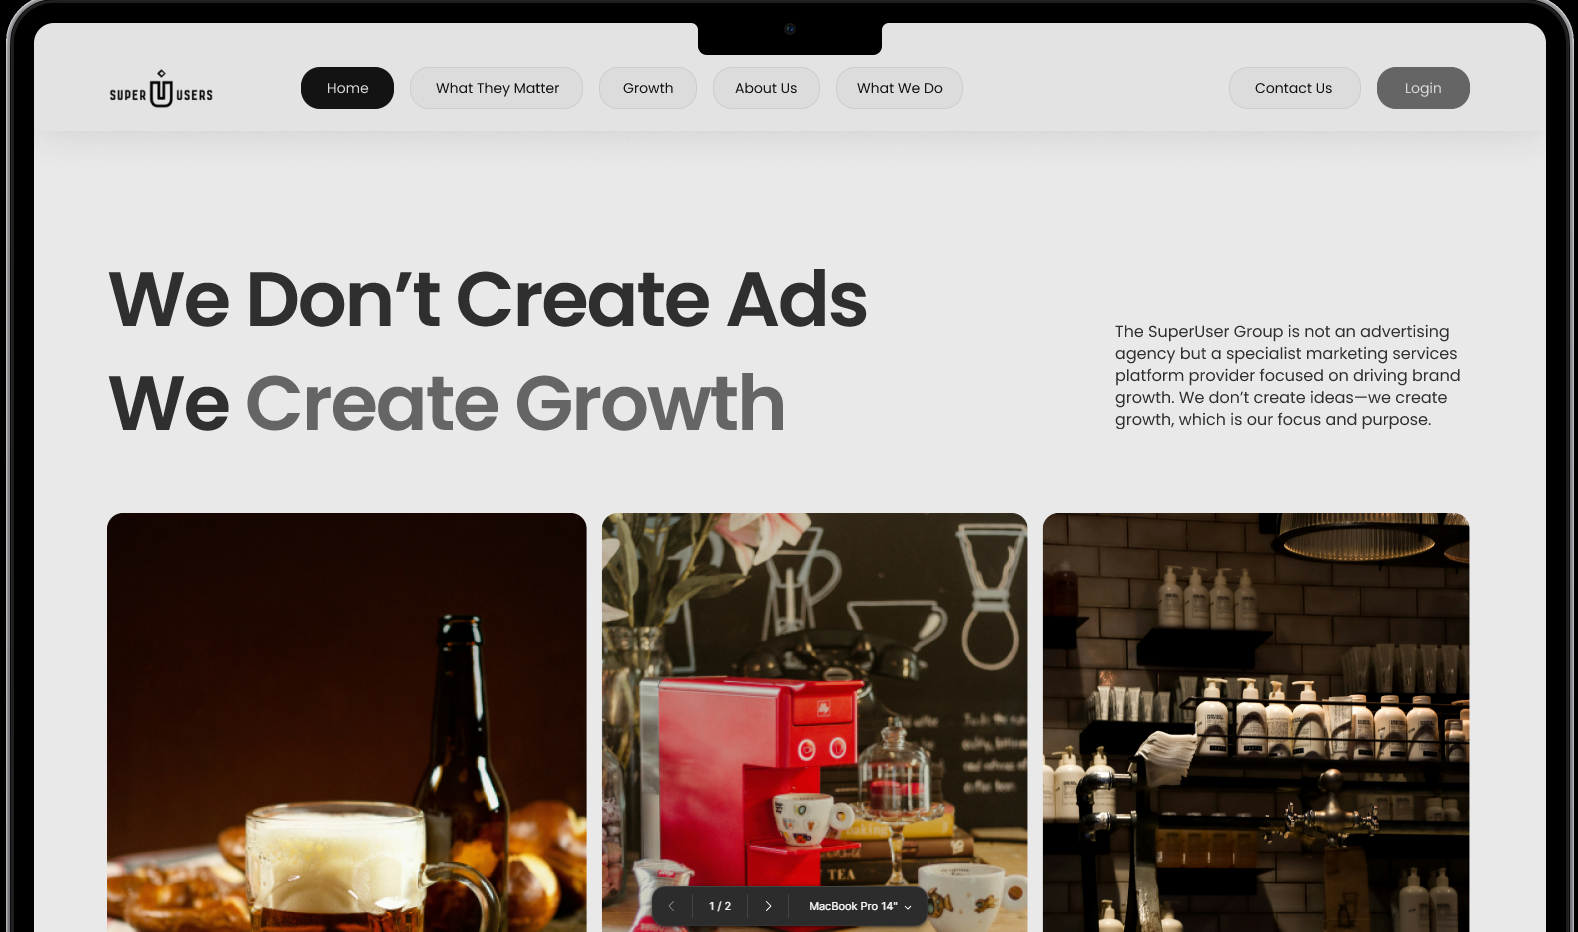 SUPER USERS
Home
What They Matter
Growth
About Us
What We Do
Contact Us
Login
We Don’t Create Ads
We Create Growth
The SuperUser Group is not an advertising
agency but a specialist marketing services
platform provider focused on driving brand
growth. We don’t create ideas—we create
growth, which is our focus and purpose.
TEA
1 / 2
MacBook Pro 14"